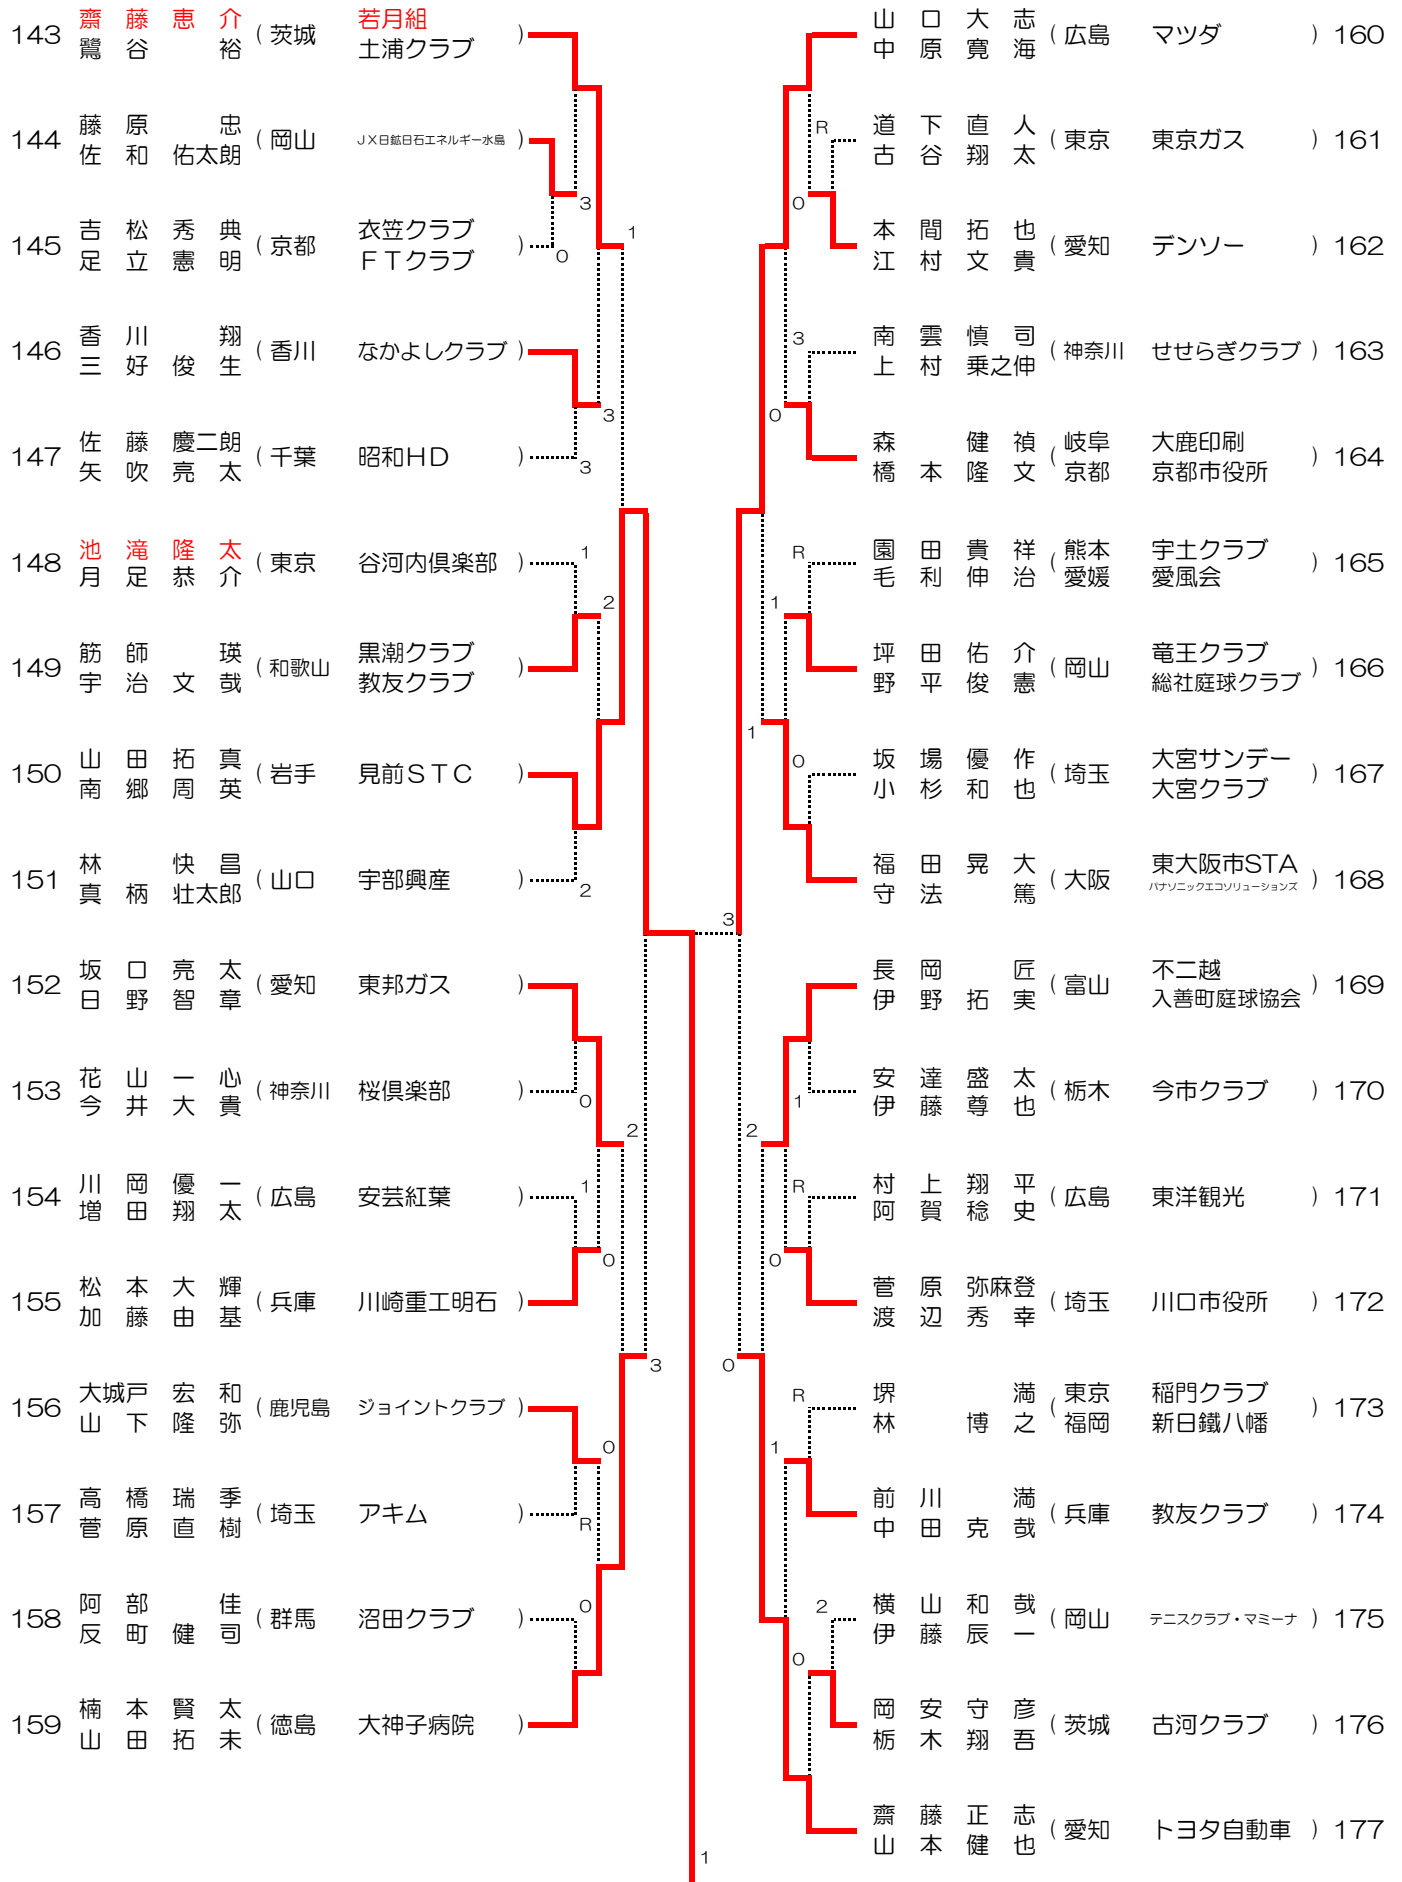 143 齋藤恵介 (茨城 若月組 )
鷺谷裕 土浦クラブ
144 藤原忠 (岡山 JX日鉱日石エネルギー水島 )
佐和佑太朗
3
145 吉松秀典 (京都 衣笠クラブ )
足立憲明 FTクラブ
0
1
146 香川翔 (香川 なかよしクラブ )
三好俊生
3
147 佐藤慶二朗 (千葉 昭和HD )
矢吹亮太
3
148 池滝隆太 (東京 谷河内倶楽部 )
月足恭介
1
2
149 筋師瑛 (和歌山 黒潮クラブ )
宇治文哉 教友クラブ
150 山田拓真 (岩手 見前STC )
南郷周英
151 林快昌 (山口 宇部興産 )
真柄壮太郎
2
152 坂口亮太 (愛知 東邦ガス )
日野智章
153 花山一心 (神奈川 桜倶楽部 )
今井大貴
0
2
154 川岡優一 (広島 安芸紅葉 )
増田翔太
1
0
155 松本大輝 (兵庫 川崎重工明石 )
加藤由基
3
156 大城戸宏和 (鹿児島 ジョイントクラブ )
山下隆弥
0
157 高橋瑞季 (埼玉 アキム )
菅原直樹
R
158 阿部佳 (群馬 沼田クラブ )
反町健司
0
159 楠本賢太 (徳島 大神子病院 )
山田拓未
1
3
山口大志 (広島 マツダ ) 160
中原寛海
R
道下直人 (東京 東京ガス ) 161
古谷翔太
0
本間拓也 (愛知 デンソー ) 162
江村文貴
3
南雲慎司 (神奈川 せせらぎクラブ ) 163
上村乗之伸
0
森健禎 (岐阜 大鹿印刷 ) 164
橋本隆文 京都 京都市役所
R
園田貴祥 (熊本 宇土クラブ ) 165
毛利伸治 愛媛 愛風会
1
坪田佑介 (岡山 竜王クラブ ) 166
野平俊憲 総社庭球クラブ
1
0
坂場優作 (埼玉 大宮サンデー ) 167
小杉和也 大宮クラブ
福田晃大 (大阪 東大阪市STA ) 168
守法篤 パナソニックエコソリューションズ
長岡匠 (富山 不二越 ) 169
伊野拓実 入善町庭球協会
安達盛太 (栃木 今市クラブ ) 170
伊藤尊也
1
2
R
村上翔平 (広島 東洋観光 ) 171
阿賀稔史
0
菅原弥麻登 (埼玉 川口市役所 ) 172
渡辺秀幸
0
R
堺満 (東京 稲門クラブ ) 173
林博之 福岡 新日鐵八幡
1
前川満 (兵庫 教友クラブ ) 174
中田克哉
2
横山和哉 (岡山 テニスクラブ・マミーナ ) 175
伊藤辰一
0
岡安守彦 (茨城 古河クラブ ) 176
栃木翔吾
齋藤正志 (愛知 トヨタ自動車 ) 177
山本健也